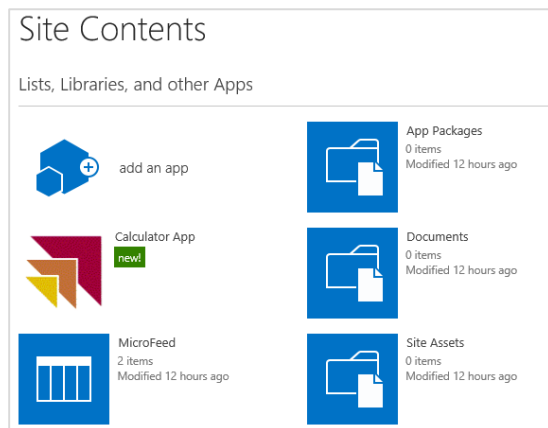 Site Contents
Lists, Libraries, and other Apps
add an app
App Packages
0 items
Modified 12 hours ago
Calculator App
new!
Documents
0 items
Modified 12 hours ago
MicroFeed
2 items
Modified 12 hours ago
Site Assets
0 items
Modified 12 hours ago